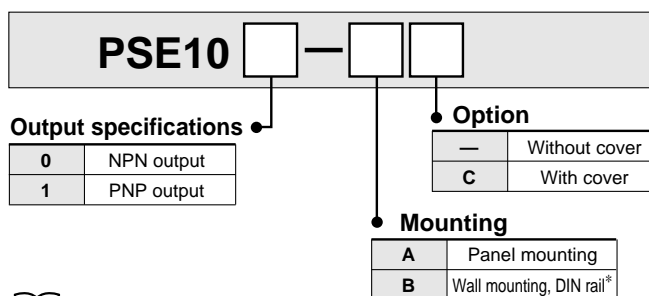 PSE10 —
Output specifications
0 NPN output
1 PNP output
Option
— Without cover
C With cover
Mounting
A Panel mounting
B Wall mounting, DIN rail*